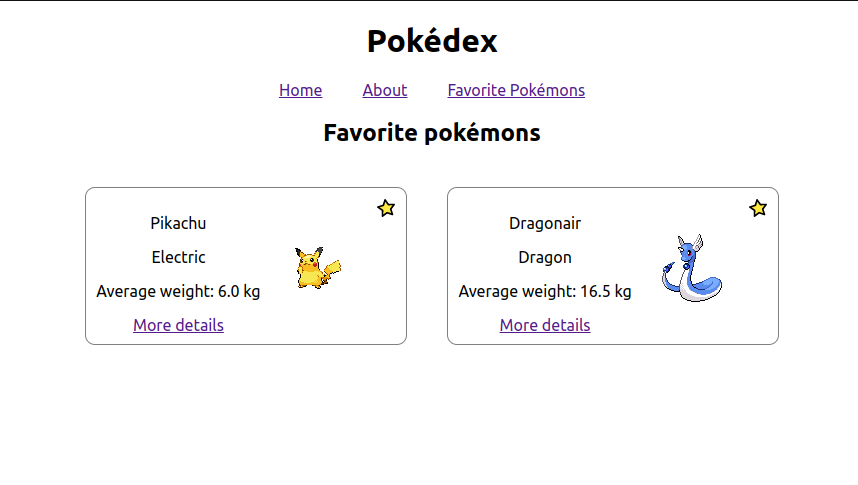 Pokédex
Home About Favorite Pokémons
Favorite pokémons
Pikachu
Electric
Average weight: 6.0 kg
More details
Dragonair
Dragon
Average weight: 16.5 kg
More details